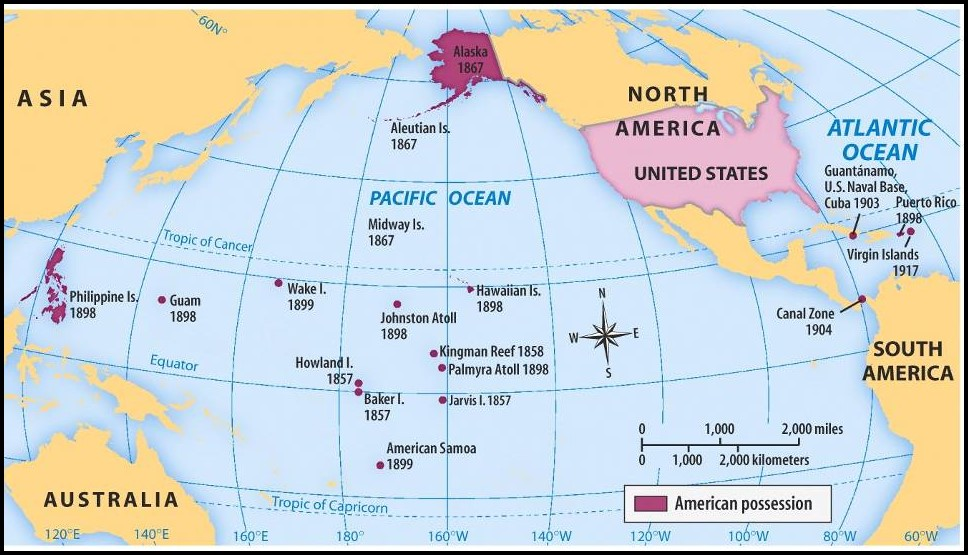 60N°
Alaska
1867
ASIA
NORTH
AMERICA
UNITED STATES
ATLANTIC
OCEAN
Aleutian Is.
1867
Guantánamo,
U.S. Naval Base,
Cuba 1903
Puerto Rico
1898
Virgin Islands
1917
PACIFIC OCEAN
Midway Is.
1867
Tropic of Cancer
Philippine Is.
1898
Guam
1898
Wake I.
1899
Johnston Atoll
1898
Hawaiian Is.
1898
N
W
E
S
Canal Zone
1904
Kingman Reef 1858
Palmyra Atoll 1898
Equator
Howland I.
1857
Baker I.
1857
Jarvis I. 1857
SOUTH
AMERICA
American Samoa
1899
0 1,000 2,000 miles
0 1,000 2,000 kilometers
AUSTRALIA
Tropic of Capricorn
American possession
120°E 140°E 160°E 180° 160°W 140°W 120°W 100°W 80°W 60°W